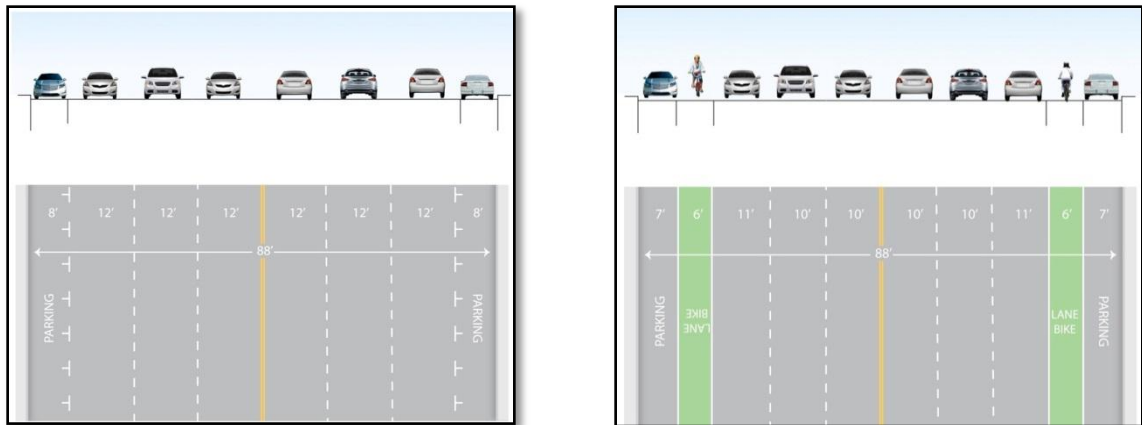 8' 12' 12' 12' 12' 12' 12' 8'
88'
PARKING
PARKING
7' 6' 11' 10' 10' 10' 10' 11' 6' 7'
88'
PARKING
BIKE
LANE
LANE
BIKE
PARKING